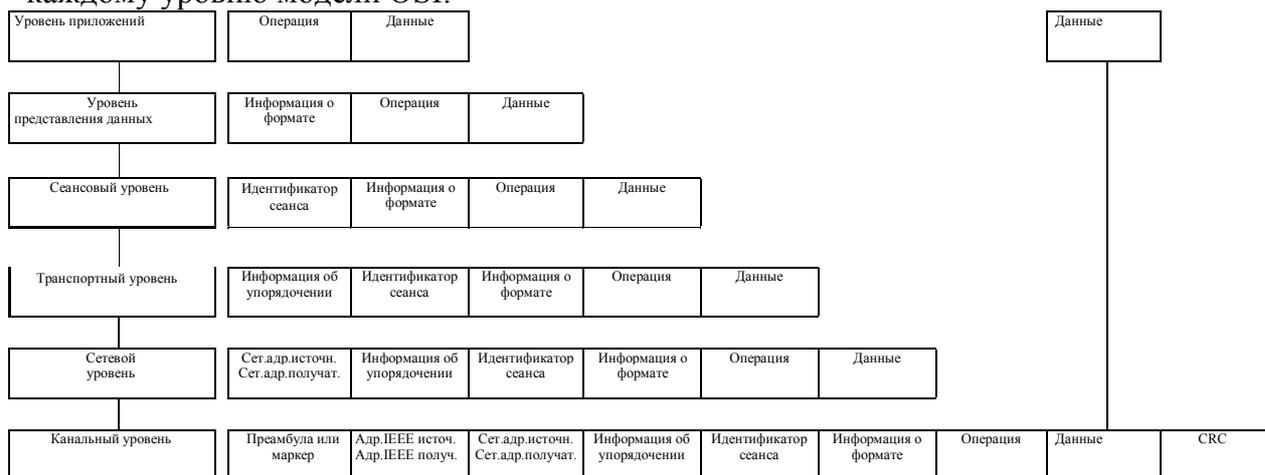 каждому уровню модели OSI.
Уровень приложений
Операция
Данные
Данные
Уровень
представления данных
Информация о
формате
Операция
Данные
Сеансовый уровень
Идентификатор
сеанса
Информация о
формате
Операция
Данные
Транспортный уровень
Информация об
упорядочении
Идентификатор
сеанса
Информация о
формате
Операция
Данные
Сетевой
уровень
Сет.адр.источн.
Сет.адр.получат.
Информация об
упорядочении
Идентификатор
сеанса
Информация о
формате
Операция
Данные
Канальный уровень
Преамбула или
маркер
Адр.IEEE источ.
Адр.IEEE получ.
Сет.адр.источн.
Сет.адр.получат.
Информация об
упорядочении
Идентификатор
сеанса
Информация о
формате
Операция
Данные
CRC